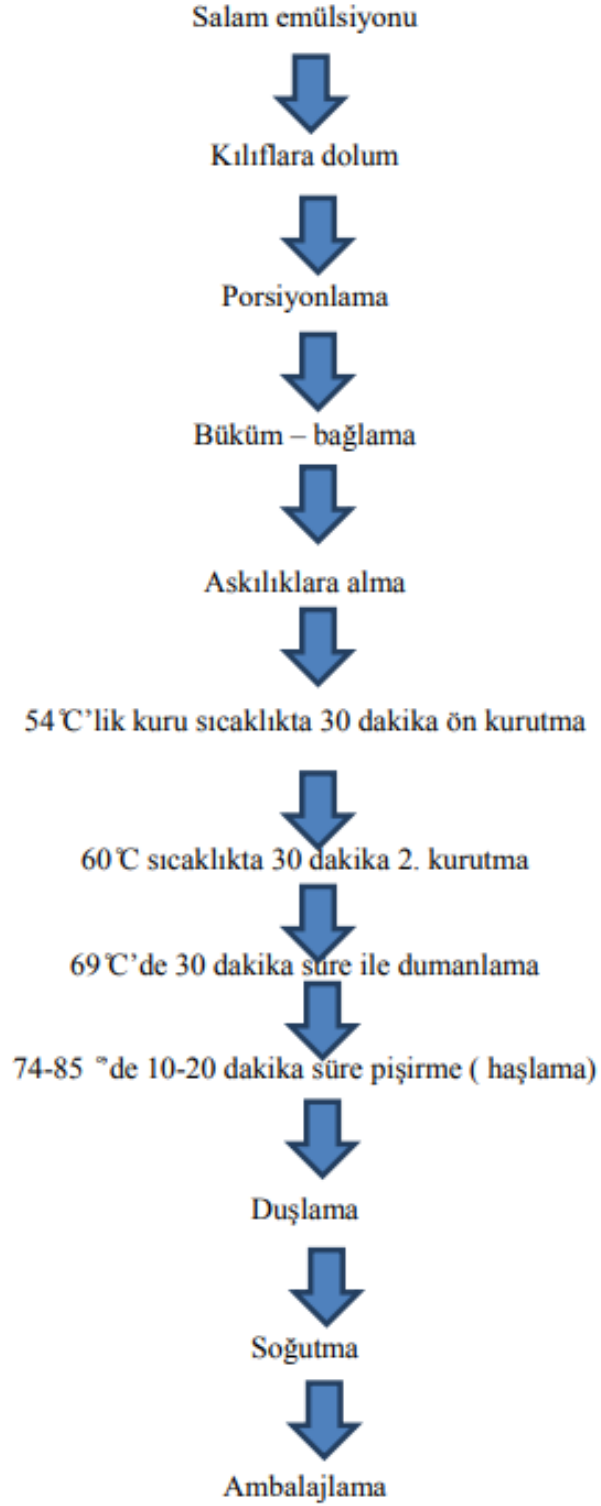 Salam emülsiyonu
Kılıflara dolum
Porsiyonlama
Büküm – bağlama
Askılıklara alma
54 ℃’lik kuru sıcaklıkta 30 dakika ön kurutma
60 ℃ sıcaklıkta 30 dakika 2. kurutma
69 ℃’de 30 dakika süre ile dumanlama
74-85 °’de 10-20 dakika süre pişirme ( haşlama)
Duşlama
Soğutma
Ambalajlama